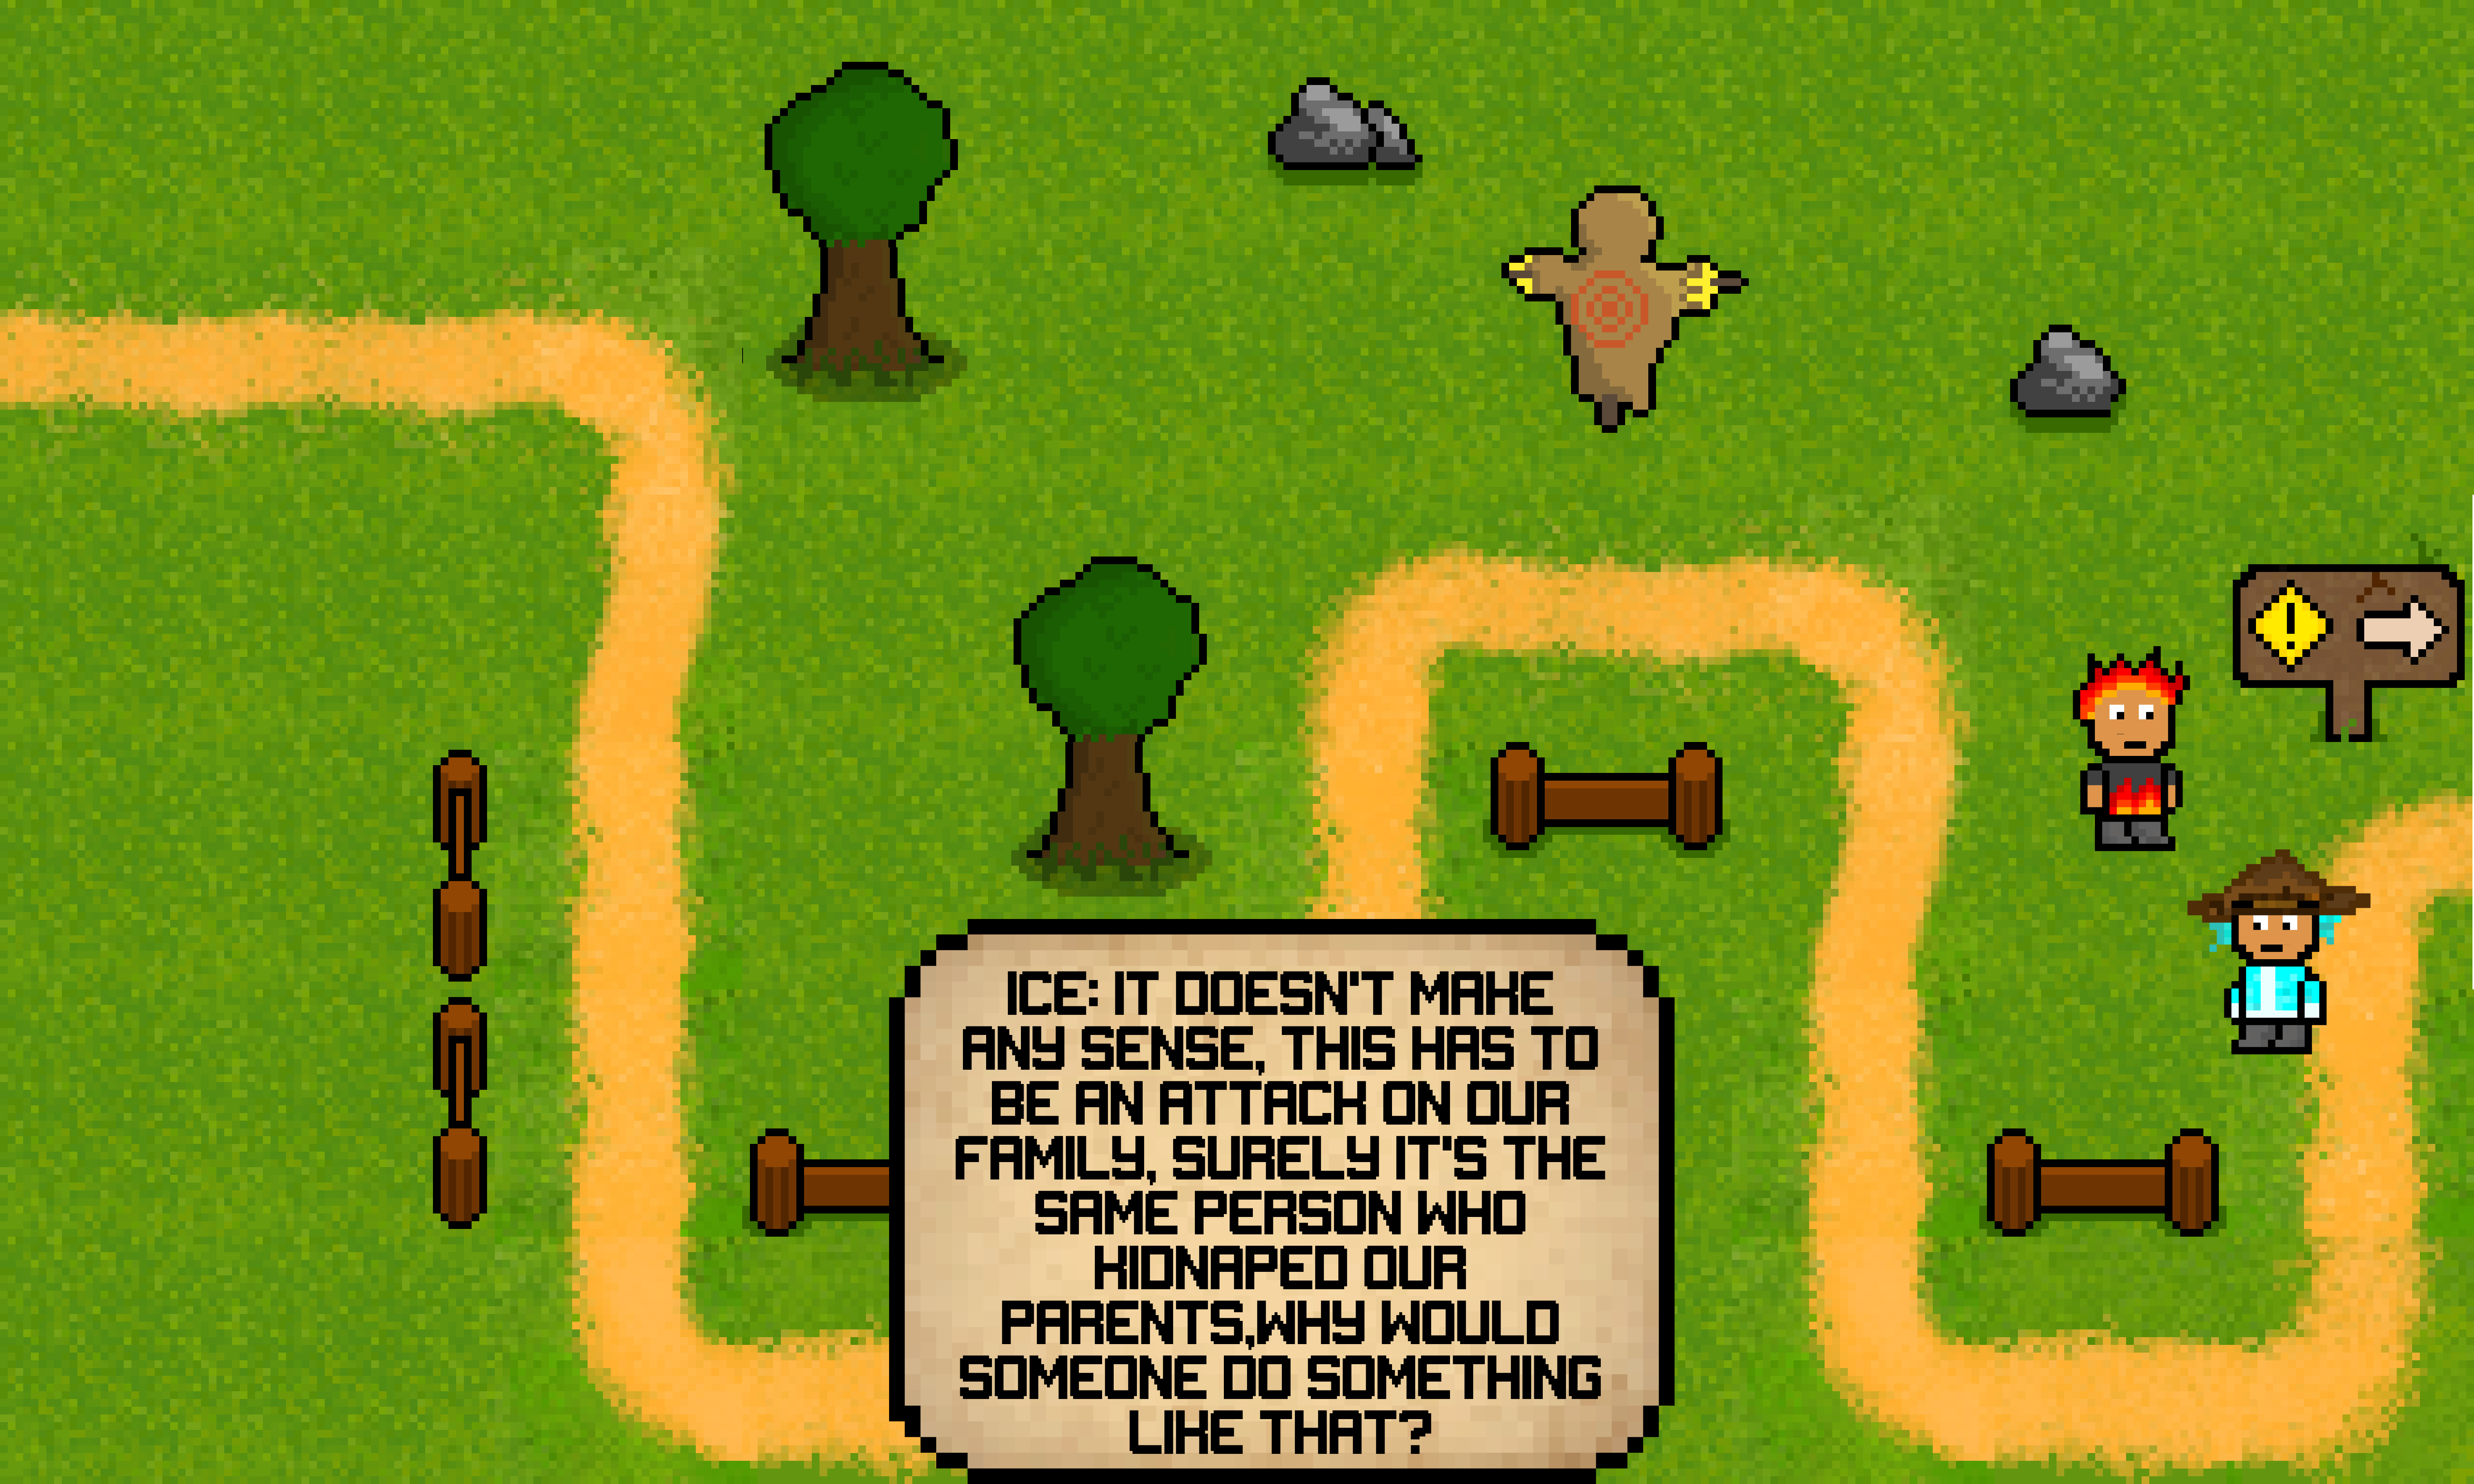 !
ICE: IT DOESN'T MAKE
ANY SENSE, THIS HAS TO
BE AN ATTACK ON OUR
FAMILY, SURELY IT'S THE
SAME PERSON WHO
KIDNAPED OUR
PARENTS,WHY WOULD
SOMEONE DO SOMETHING
LIKE THAT?